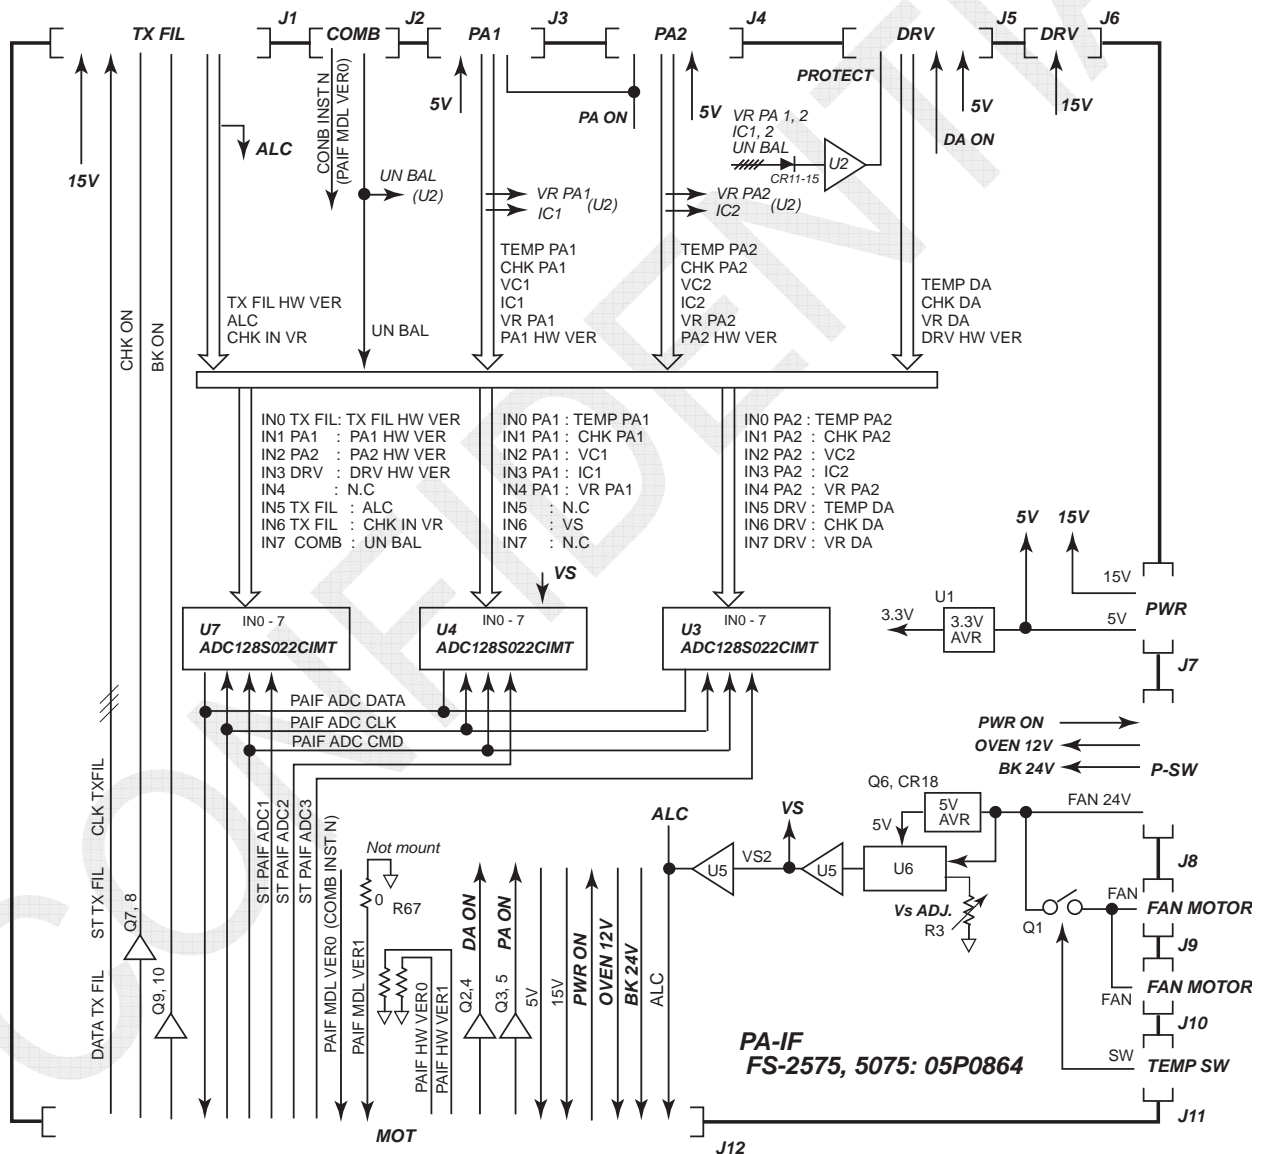 J1 J2 J3 J4 J5 J6
TX FIL COMB PA1 PA2 DRV DRV
15V
ALC
CONB INST N
(PAIF MDL VER0)
UN BAL
(U2)
5V
PA ON
5V
PROTECT
VR PA 1, 2
IC1, 2
UN BAL
CR11-15
U2
DA ON
5V
15V
VR PA1
IC1
(U2)
VR PA2
IC2
(U2)
CHK ON
BK ON
TX FIL HW VER
ALC
CHK IN VR
UN BAL
TEMP PA1
CHK PA1
VC1
IC1
VR PA1
PA1 HW VER
TEMP PA2
CHK PA2
VC2
IC2
VR PA2
PA2 HW VER
TEMP DA
CHK DA
VR DA
DRV HW VER
IN0 TX FIL: TX FIL HW VER
IN1 PA1 : PA1 HW VER
IN2 PA2 : PA2 HW VER
IN3 DRV : DRV HW VER
IN4 : N.C
IN5 TX FIL : ALC
IN6 TX FIL : CHK IN VR
IN7 COMB : UN BAL
IN0 PA1 : TEMP PA1
IN1 PA1 : CHK PA1
IN2 PA1 : VC1
IN3 PA1 : IC1
IN4 PA1 : VR PA1
IN5 : N.C
IN6 : VS
IN7 : N.C
IN0 PA2 : TEMP PA2
IN1 PA2 : CHK PA2
IN2 PA2 : VC2
IN3 PA2 : IC2
IN4 PA2 : VR PA2
IN5 DRV : TEMP DA
IN6 DRV : CHK DA
IN7 DRV : VR DA
VS
IN0 - 7
U7
ADC128S022CIMT
IN0 - 7
U4
ADC128S022CIMT
IN0 - 7
U3
ADC128S022CIMT
5V 15V
15V
PWR
5V
U1
3.3V
AVR
3.3V
J7
PAIF ADC DATA
PAIF ADC CLK
PAIF ADC CMD
PWR ON
OVEN 12V
BK 24V
P-SW
Q6, CR18
5V
AVR
5V
FAN 24V
J8
ALC
VS
VS2
U5
U5
U6
Vs ADJ.
R3
Q1
FAN
FAN MOTOR
J9
FAN
FAN MOTOR
J10
SW
TEMP SW
J11
DATA TX FIL ST TX FIL CLK TXFIL
Q7, 8
Q9, 10
ST PAIF ADC1
ST PAIF ADC2
ST PAIF ADC3
PAIF MDL VER0 (COMB INST N)
PAIF MDL VER1
Not mount
0
R67
PAIF HW VER0
PAIF HW VER1
Q2,4
DA ON
Q3, 5
PA ON
5V
15V
PWR ON
OVEN 12V
BK 24V
ALC
PA-IF
FS-2575, 5075: 05P0864
MOT
J12
CONFIDENTIA